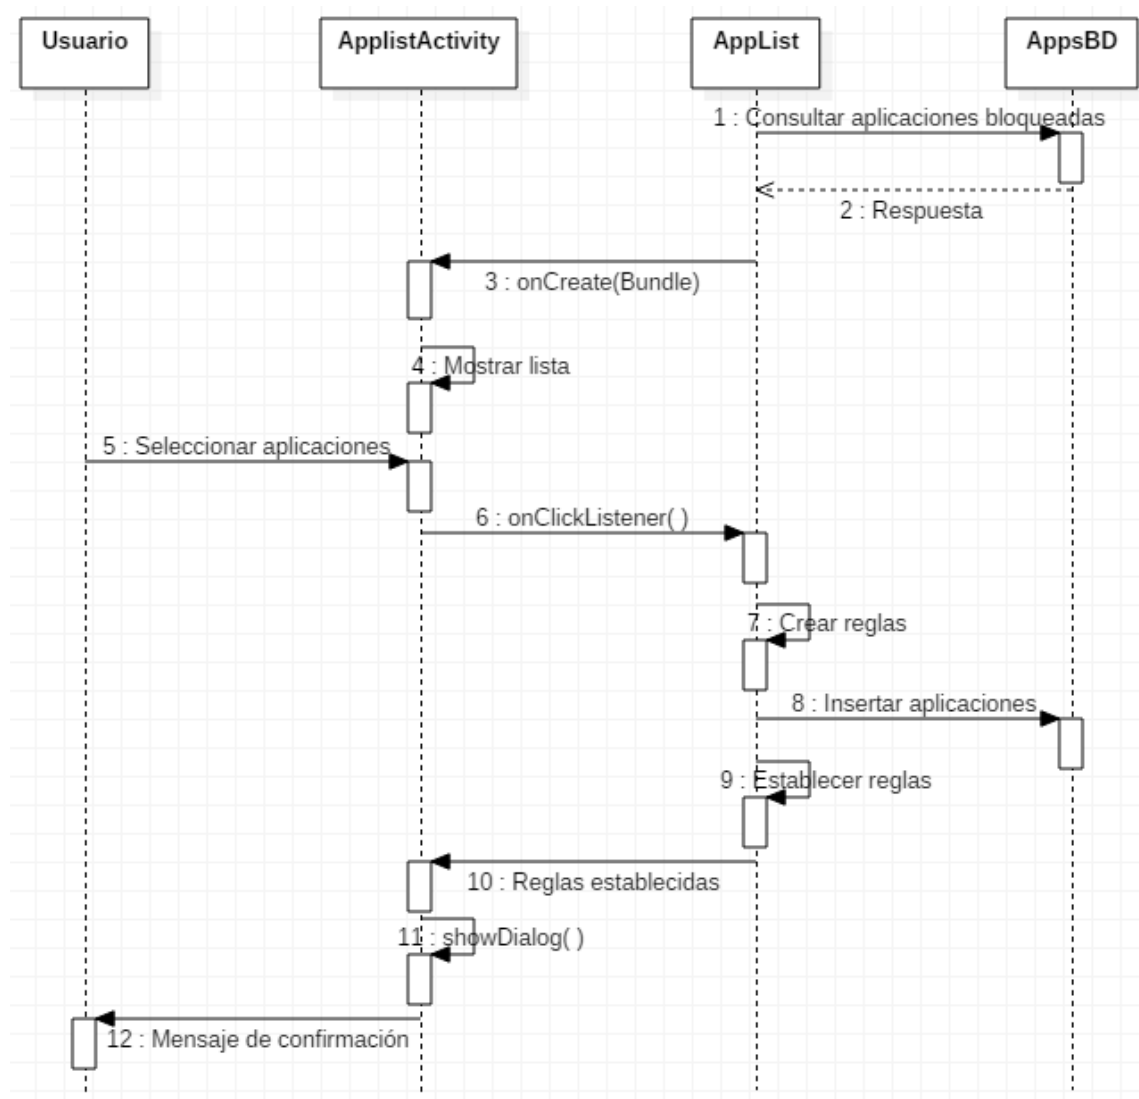 Usuario
ApplistActivity
AppList
AppsBD
1 : Consultar aplicaciones bloqueadas
2 : Respuesta
3 : onCreate(Bundle)
4 : Mostrar lista
5 : Seleccionar aplicaciones
6 : onClickListener( )
7 : Crear reglas
8 : Insertar aplicaciones
9 : Establecer reglas
10 : Reglas establecidas
11 : showDialog( )
12 : Mensaje de confirmación